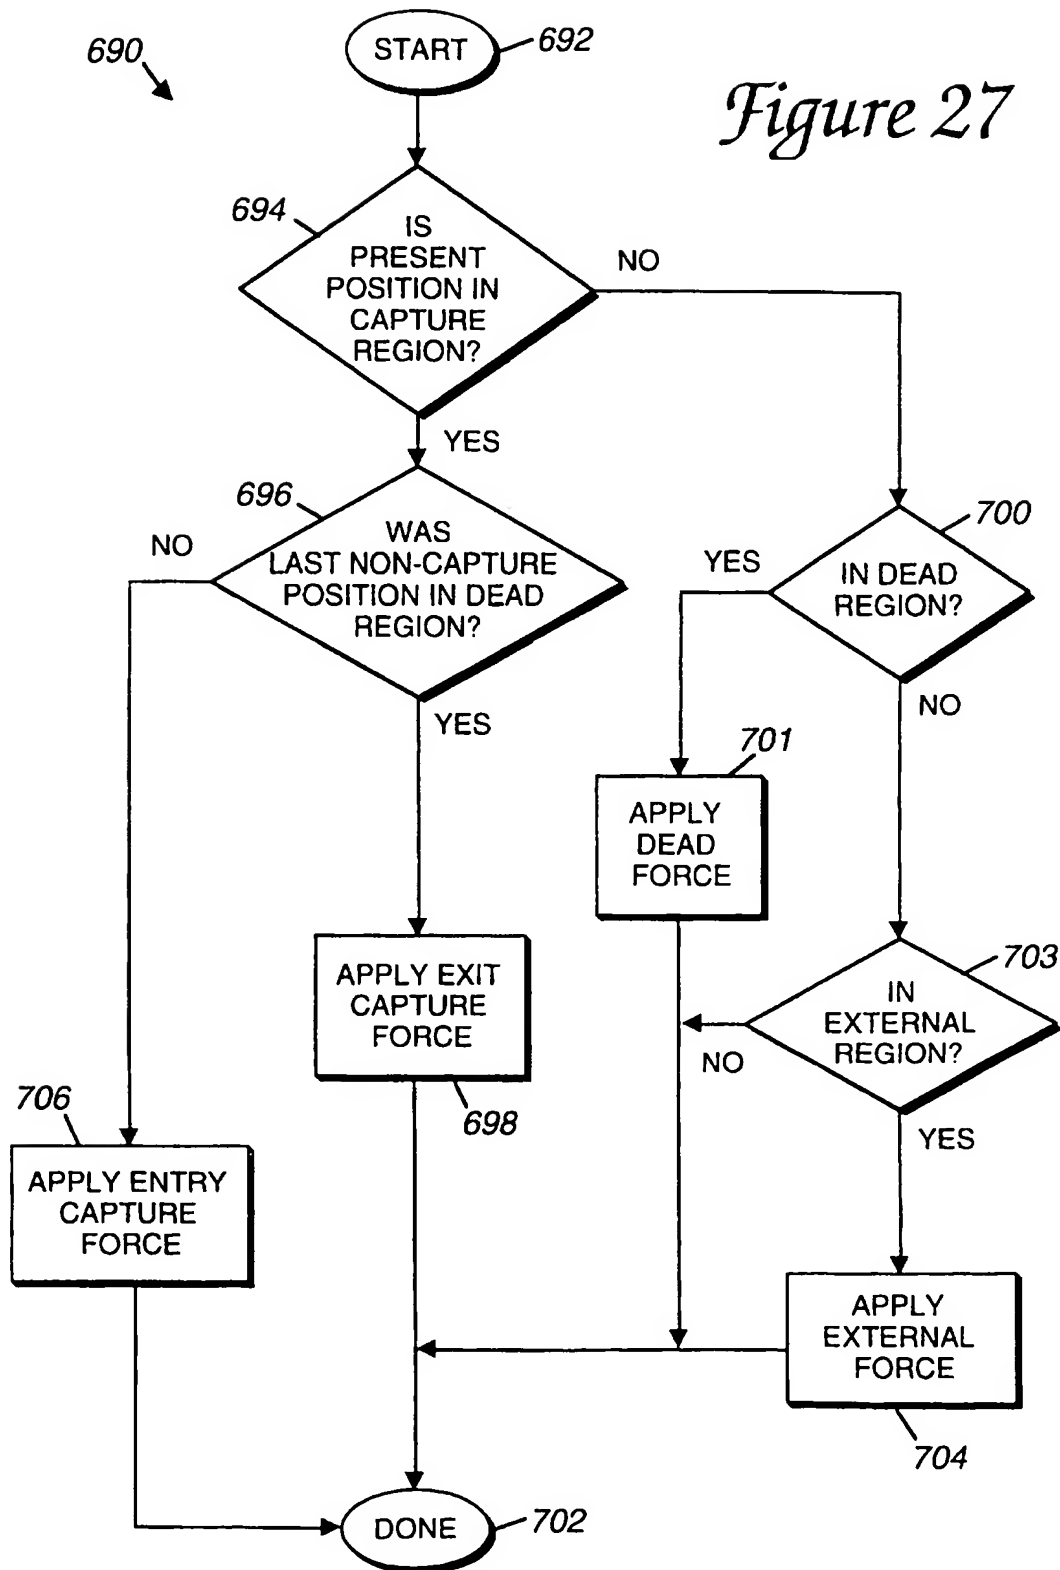 START
692
690
Figure 27
694
IS
PRESENT
POSITION IN
CAPTURE
REGION?
NO
YES
696
WAS
LAST NON-CAPTURE
POSITION IN DEAD
REGION?
NO
YES
700
IN DEAD
REGION?
YES
NO
701
APPLY
DEAD
FORCE
703
IN
EXTERNAL
REGION?
NO
YES
APPLY EXIT
CAPTURE
FORCE
698
706
APPLY ENTRY
CAPTURE
FORCE
APPLY
EXTERNAL
FORCE
704
DONE
702